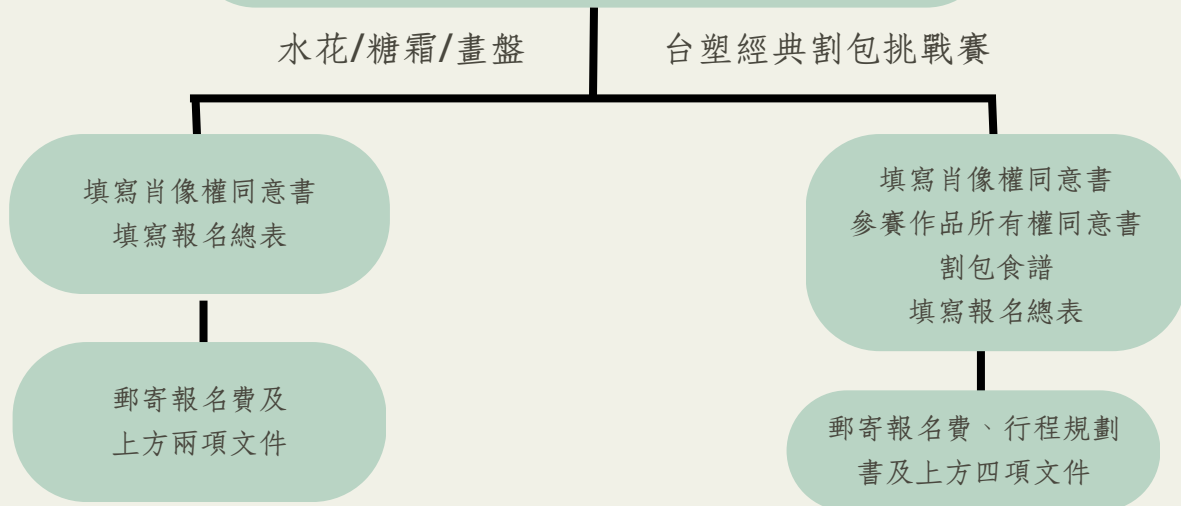 水花/糖霜/畫盤
台塑經典割包挑戰賽
填寫肖像權同意書
填寫報名總表
郵寄報名費及
上方兩項文件
填寫肖像權同意書
參賽作品所有權同意書
割包食譜
填寫報名總表
郵寄報名費、行程規劃
書及上方四項文件